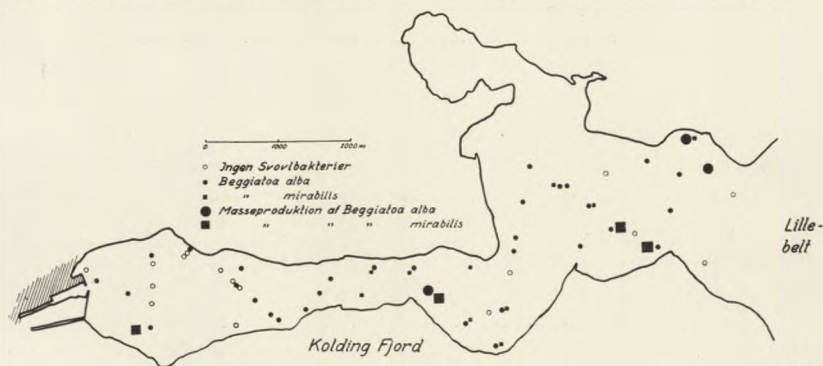 0 1000 2000 m
Ingen Svovlbakterier
Beggiatoa alba
" mirabilis
Masseproduktion af Beggiatoa alba
" " " mirabilis
Lille-
belt
Kolding Fjord